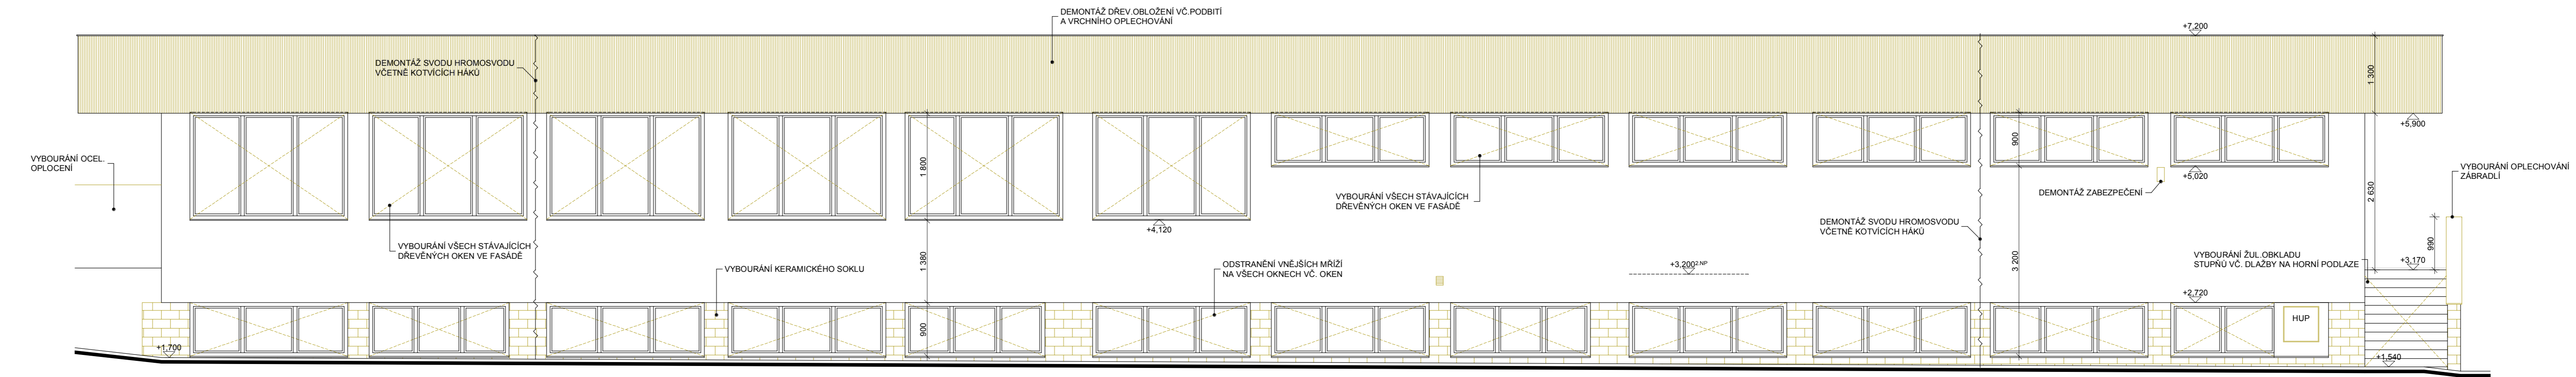 DEMONTÁŽ DŘEV.OBLOŽENÍ VČ.PODBITÍ
A VRCHNÍHO OPLECHOVÁNÍ
+7,200
DEMONTÁŽ SVODU HROMOSVODU
VČETNĚ KOTVÍCÍCH HÁKŮ
1 300
+5,900
VYBOURÁNÍ OCEL.
OPLOCENÍ
1 800
900
VYBOURÁNÍ OPLECHOVÁNÍ
ZÁBRADLÍ
+5,020
DEMONTÁŽ ZABEZPEČENÍ
2 630
VYBOURÁNÍ VŠECH STÁVAJÍCÍCH
DŘEVĚNÝCH OKEN VE FASÁDĚ
+4,120
DEMONTÁŽ SVODU HROMOSVODU
VČETNĚ KOTVÍCÍCH HÁKŮ
VYBOURÁNÍ VŠECH STÁVAJÍCÍCH
DŘEVĚNÝCH OKEN VE FASÁDĚ
990
1 380
3 200
VYBOURÁNÍ ŽUL.OBKLADU
STUPŇŮ VČ. DLAŽBY NA HORNÍ PODLAZE
VYBOURÁNÍ KERAMICKÉHO SOKLU
ODSTRANĚNÍ VNĚJŠÍCH MŘÍŽÍ
NA VŠECH OKNECH VČ. OKEN
+3.200 2.NP
+3,170
+2,720
900
HUP
+1,700
+1,540